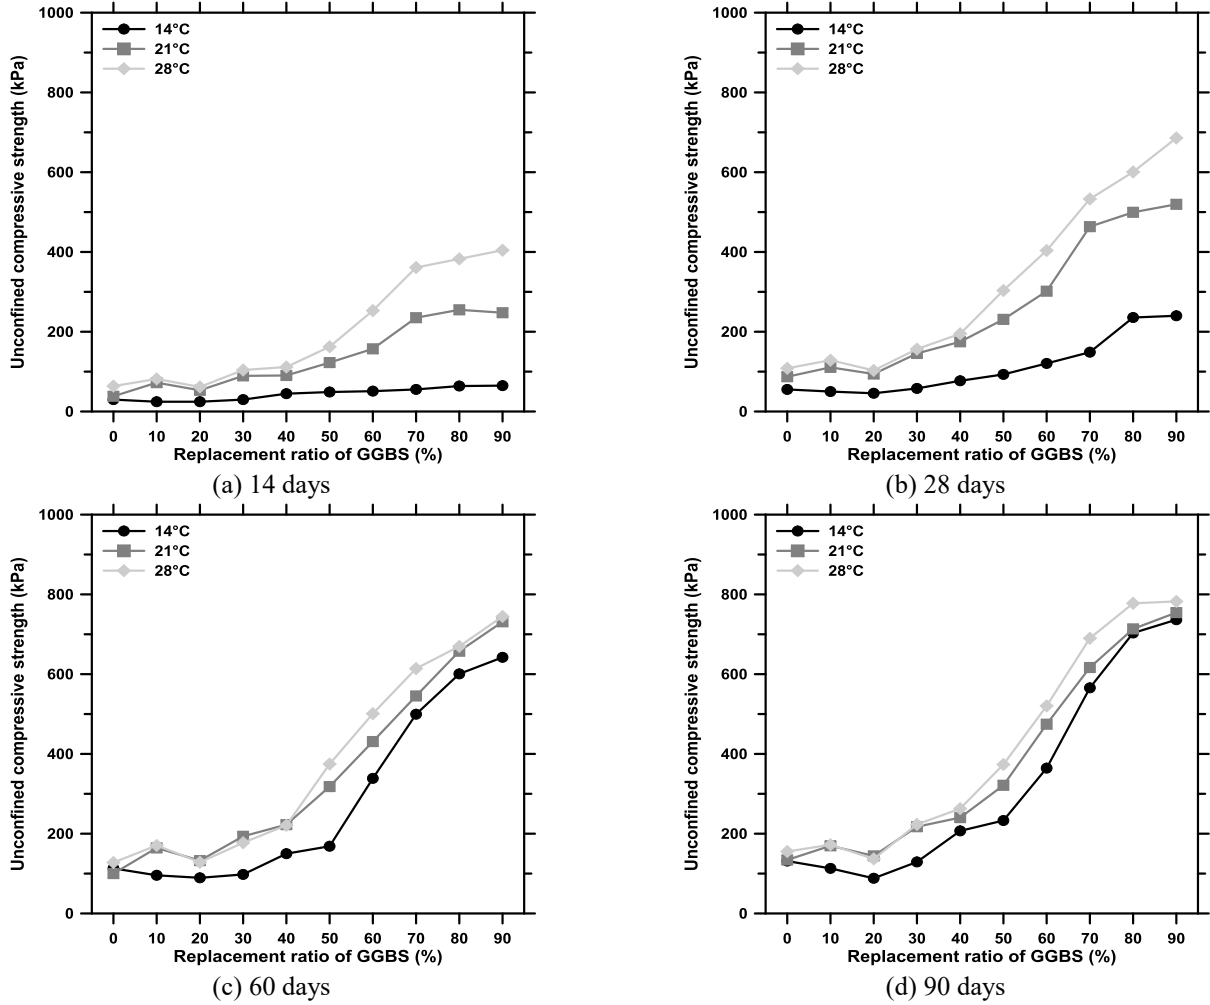 1000
800
600
400
200
0
Unconfined compressive strength (kPa)
14°C
21°C
28°C
0 10 20 30 40 50 60 70 80 90
Replacement ratio of GGBS (%)
(a) 14 days
1000
800
600
400
200
0
Unconfined compressive strength (kPa)
14°C
21°C
28°C
0 10 20 30 40 50 60 70 80 90
Replacement ratio of GGBS (%)
(b) 28 days
1000
800
600
400
200
0
Unconfined compressive strength (kPa)
14°C
21°C
28°C
0 10 20 30 40 50 60 70 80 90
Replacement ratio of GGBS (%)
(c) 60 days
1000
800
600
400
200
0
Unconfined compressive strength (kPa)
14°C
21°C
28°C
0 10 20 30 40 50 60 70 80 90
Replacement ratio of GGBS (%)
(d) 90 days